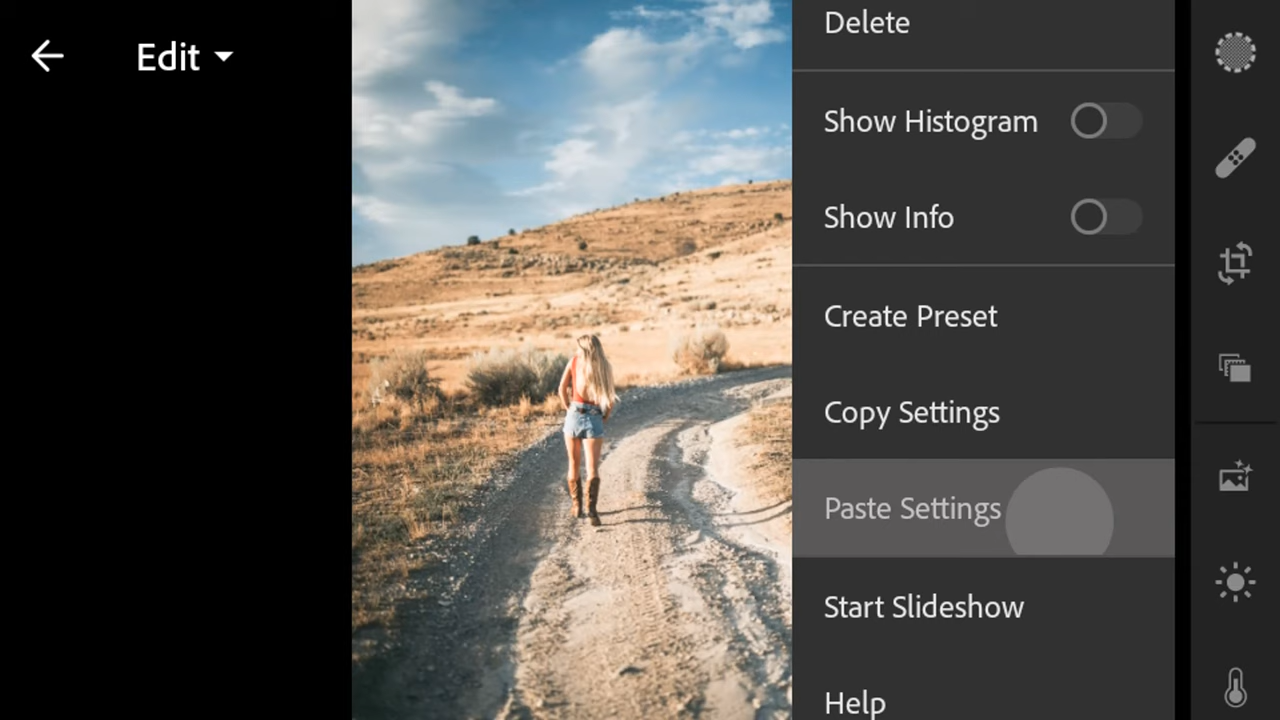 Edit
Delete
Show Histogram
Show Info
Create Preset
Copy Settings
Paste Settings
Start Slideshow
Help